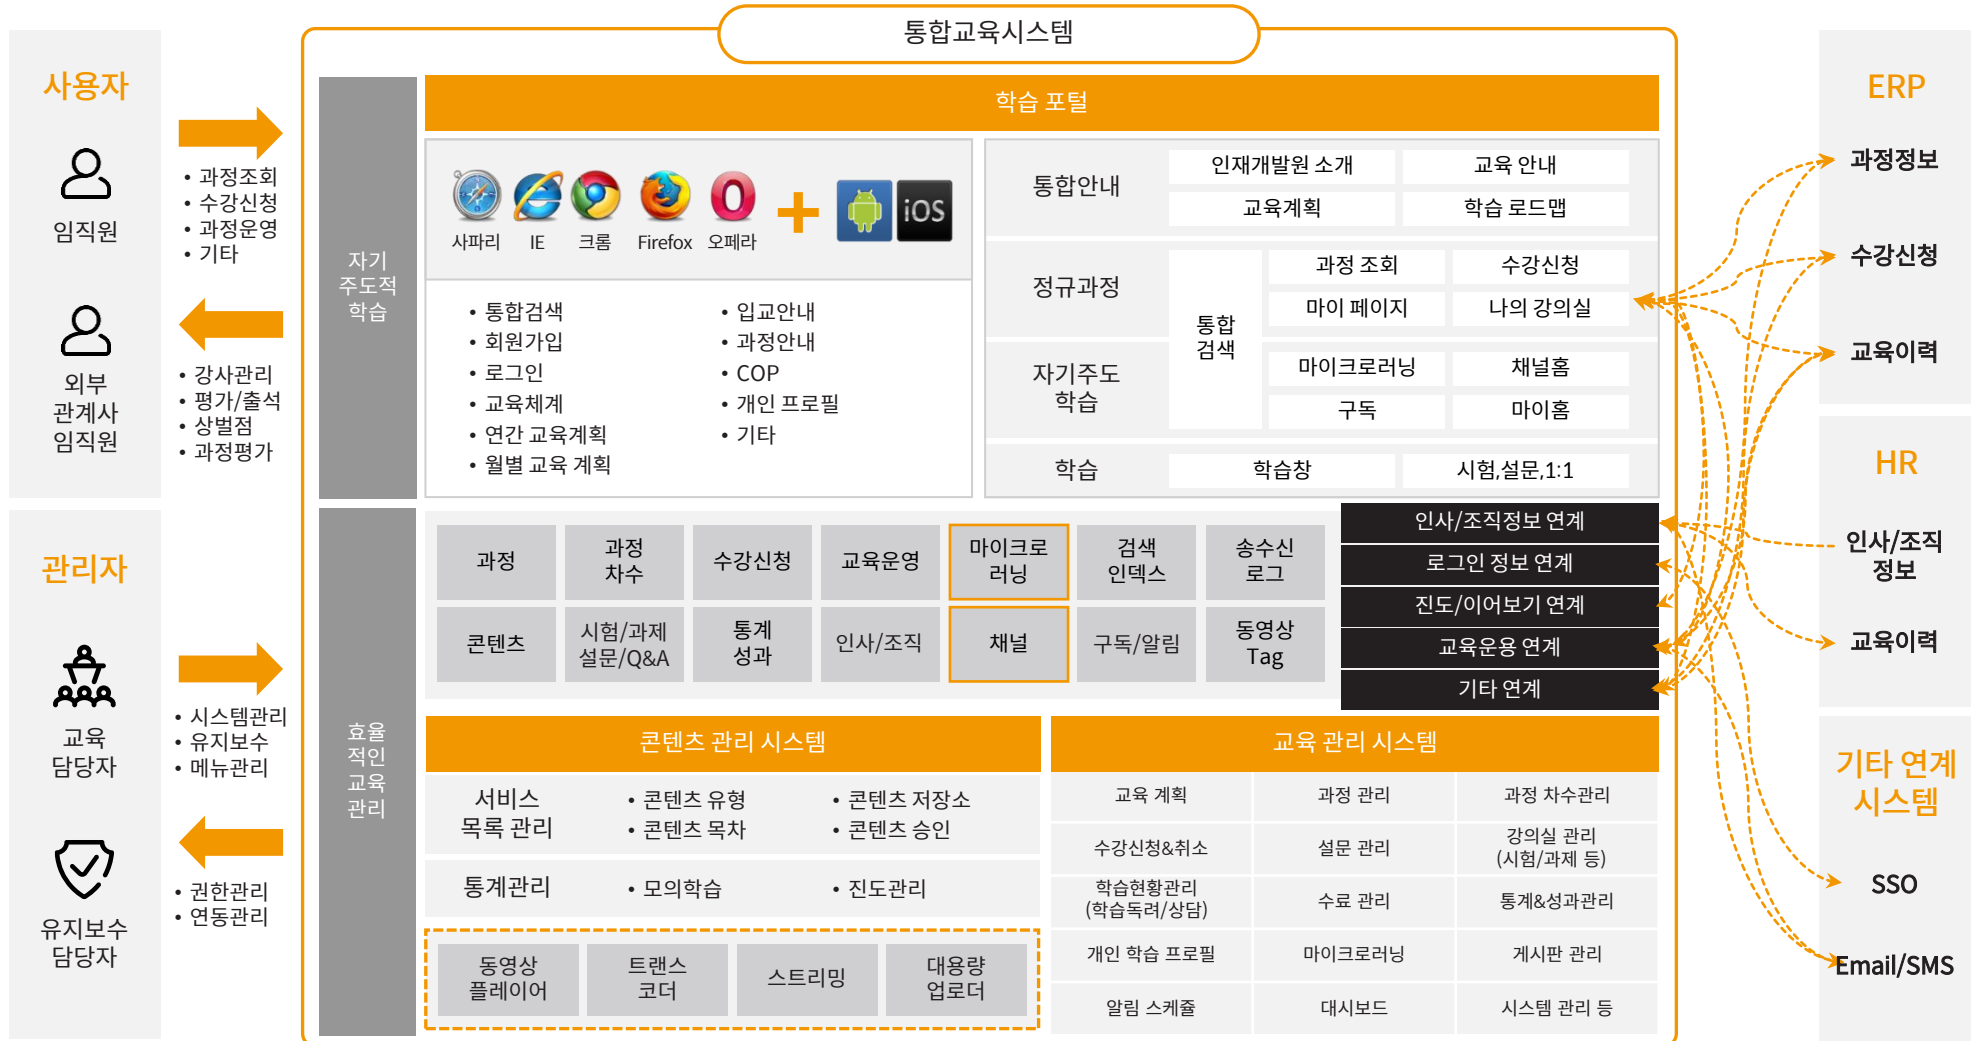 통합교육시스템
사용자
임직원
외부
관계사
임직원
• 과정조회
• 수강신청
• 과정운영
• 기타
• 강사관리
• 평가/출석
• 상벌점
• 과정평가
관리자
교육
담당자
유지보수
담당자
• 시스템관리
• 유지보수
• 메뉴관리
• 권한관리
• 연동관리
자기
주도적
학습
학습 포털
사파리
IE
크롬
Firefox
오페라
iOS
• 통합검색
• 회원가입
• 로그인
• 교육체계
• 연간 교육계획
• 월별 교육 계획
• 입교안내
• 과정안내
• COP
• 개인 프로필
• 기타
통합안내
인재개발원 소개
교육 안내
교육계획
학습 로드맵
정규과정
통합
검색
과정 조회
수강신청
마이 페이지
나의 강의실
자기주도
학습
마이크로러닝
채널홈
구독
마이홈
학습
학습창
시험,설문,1:1
효율
적인
교육
관리
과정
과정
차수
수강신청
교육운영
마이크로
러닝
검색
인덱스
송수신
로그
콘텐츠
시험/과제
설문/Q&A
통계
성과
인사/조직
채널
구독/알림
동영상
Tag
인사/조직정보 연계
로그인 정보 연계
진도/이어보기 연계
교육운용 연계
기타 연계
콘텐츠 관리 시스템
서비스
목록 관리
• 콘텐츠 유형
• 콘텐츠 목차
• 콘텐츠 저장소
• 콘텐츠 승인
통계관리
• 모의학습
• 진도관리
동영상
플레이어
트랜스
코더
스트리밍
대용량
업로더
교육 관리 시스템
교육 계획
과정 관리
과정 차수관리
수강신청&취소
설문 관리
강의실 관리
(시험/과제 등)
학습현황관리
(학습독려/상담)
수료 관리
통계&성과관리
개인 학습 프로필
마이크로러닝
게시판 관리
알림 스케쥴
대시보드
시스템 관리 등
ERP
과정정보
수강신청
교육이력
HR
인사/조직
정보
교육이력
기타 연계
시스템
SSO
Email/SMS